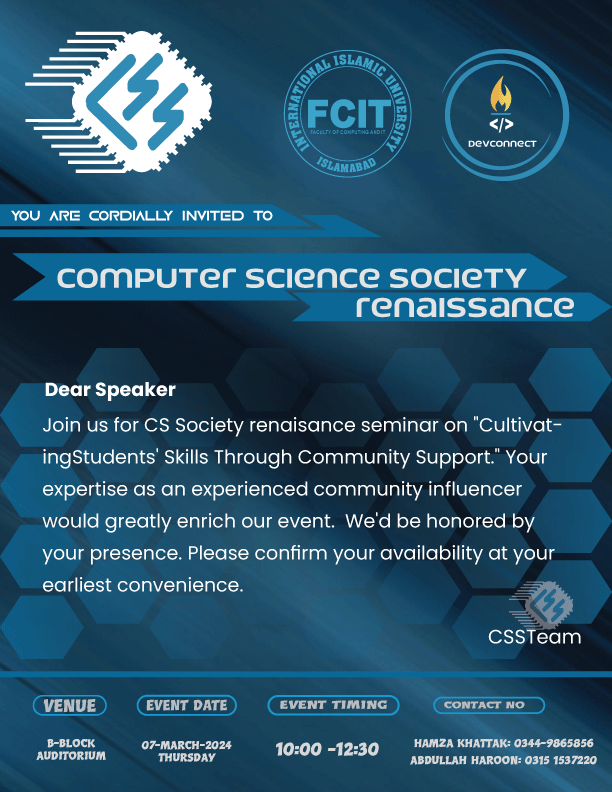 CSS
INTERNATIONAL ISLAMIC UNIVERSITY
FCIT
FACULTY OF COMPUTING AND IT
ISLAMABAD
</>
DEVCONNECT
YOU ARE CORDIALLY INVITED TO
COMPUTER SCIENCE SOCIETY
renaissance
Dear Speaker
Join us for CS Society renaisance seminar on "Cultivat-
ingStudents' Skills Through Community Support." Your
expertise as an experienced community influencer
would greatly enrich our event. We'd be honored by
your presence. Please confirm your availability at your
earliest convenience.
CSSTeam
VENUE EVENT DATE EVENT TIMING CONTACT NO
B-BLOCK
AUDITORIUM
07-MARCH-2024
THURSDAY
10:00 -12:30
HAMZA KHATTAK: 0344-9865856
ABDULLAH HAROON: 0315 1537220